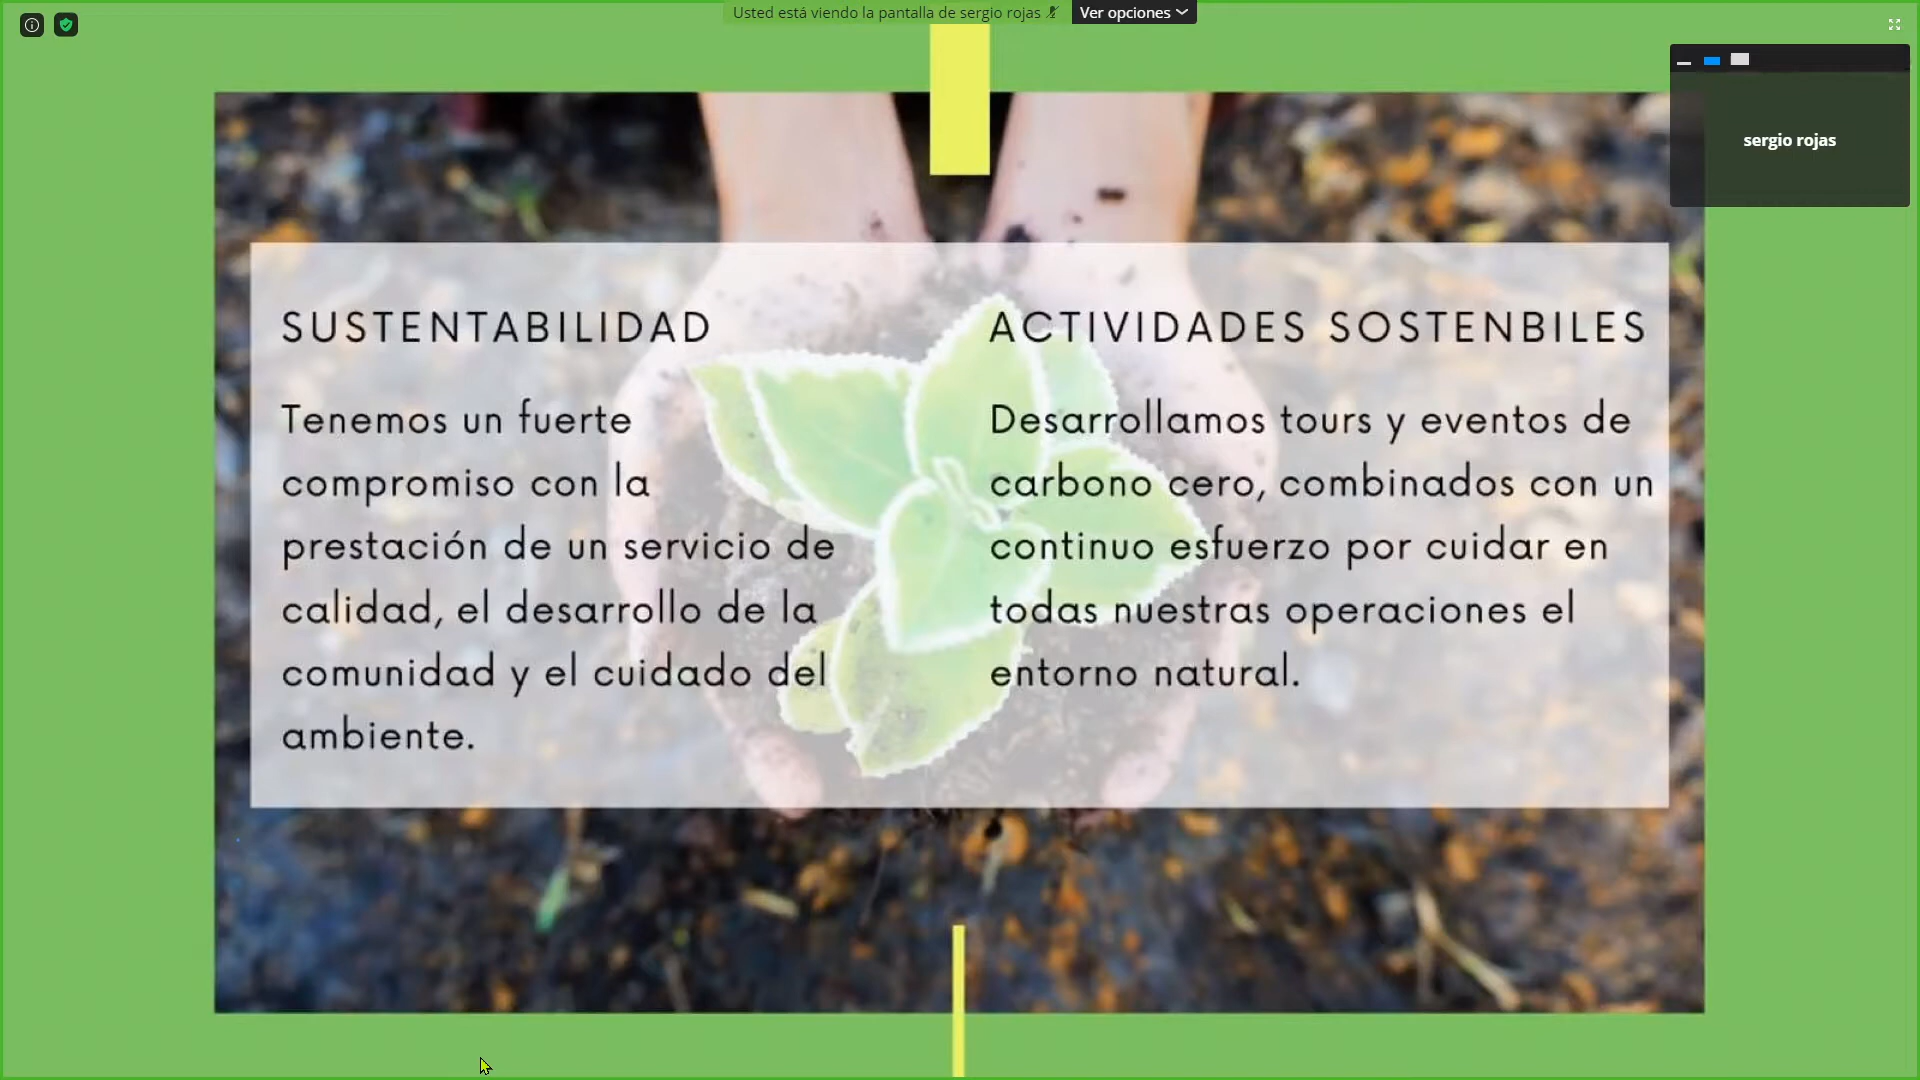 Usted está viendo la pantalla de sergio rojas
Ver opciones
sergio rojas
SUSTENTABILIDAD
Tenemos un fuerte
compromiso con la
prestación de un servicio de
calidad, el desarrollo de la
comunidad y el cuidado del
ambiente.
ACTIVIDADES SOSTENBILES
Desarrollamos tours y eventos de
carbono cero, combinados con un
continuo esfuerzo por cuidar en
todas nuestras operaciones el
entorno natural.